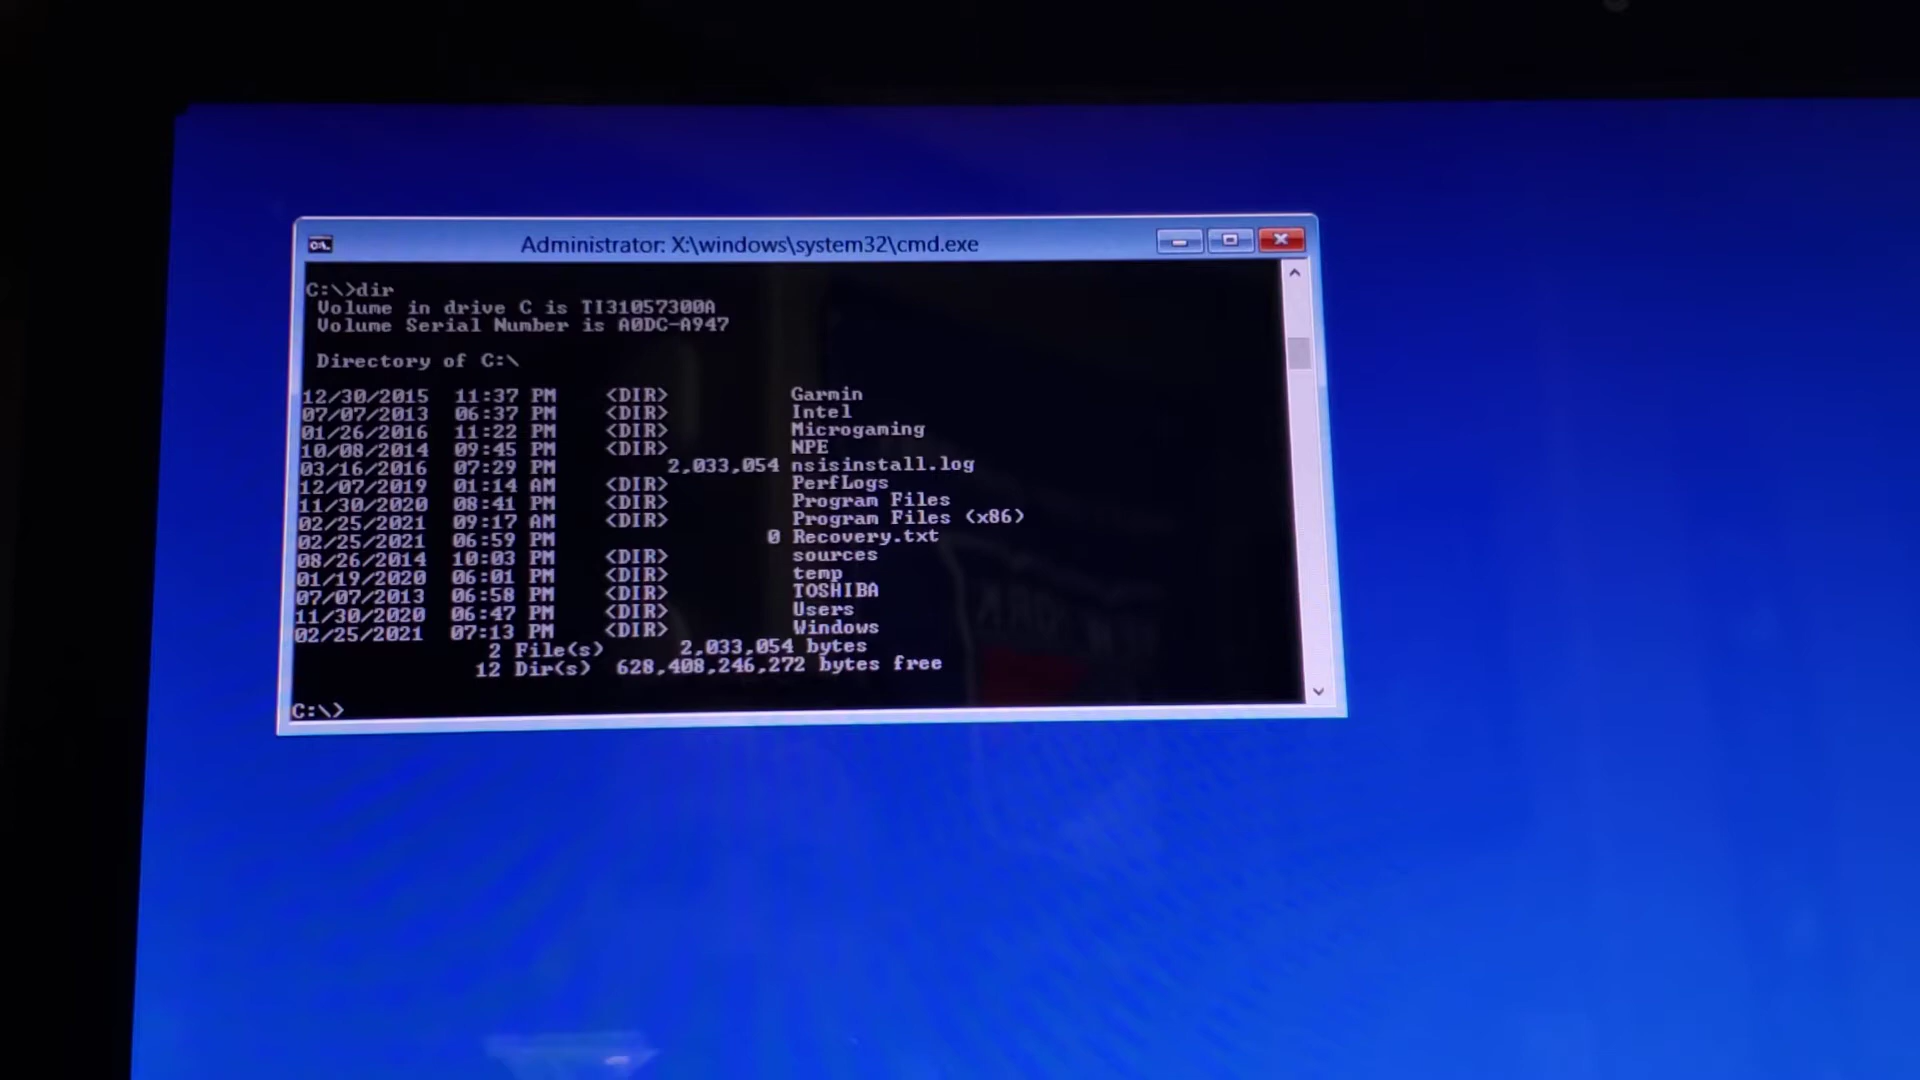 Administrator: X:\windows\system32\cmd.exe
C:\>dir
Volume in drive C is TI31057300A
Volume Serial Number is A0DC-A947
Directory of C:\
12/30/2015 11:37 PM <DIR> Garmin
07/07/2013 06:37 PM <DIR> Intel
01/26/2016 11:22 PM <DIR> Microgaming
10/08/2014 09:45 PM <DIR> NPE
03/16/2016 07:29 PM 2,033,054 nsisinstall.log
12/07/2019 01:14 AM <DIR> PerfLogs
11/30/2020 08:41 PM <DIR> Program Files
02/25/2021 09:17 AM <DIR> Program Files (x86)
02/25/2021 06:59 PM 0 Recovery.txt
08/26/2014 10:03 PM <DIR> sources
01/19/2020 06:01 PM <DIR> temp
07/07/2013 06:58 PM <DIR> TOSHIBA
11/30/2020 06:47 PM <DIR> Users
02/25/2021 07:13 PM <DIR> Windows
2 File(s) 2,033,054 bytes
12 Dir(s) 628,408,246,272 bytes free
C:\>